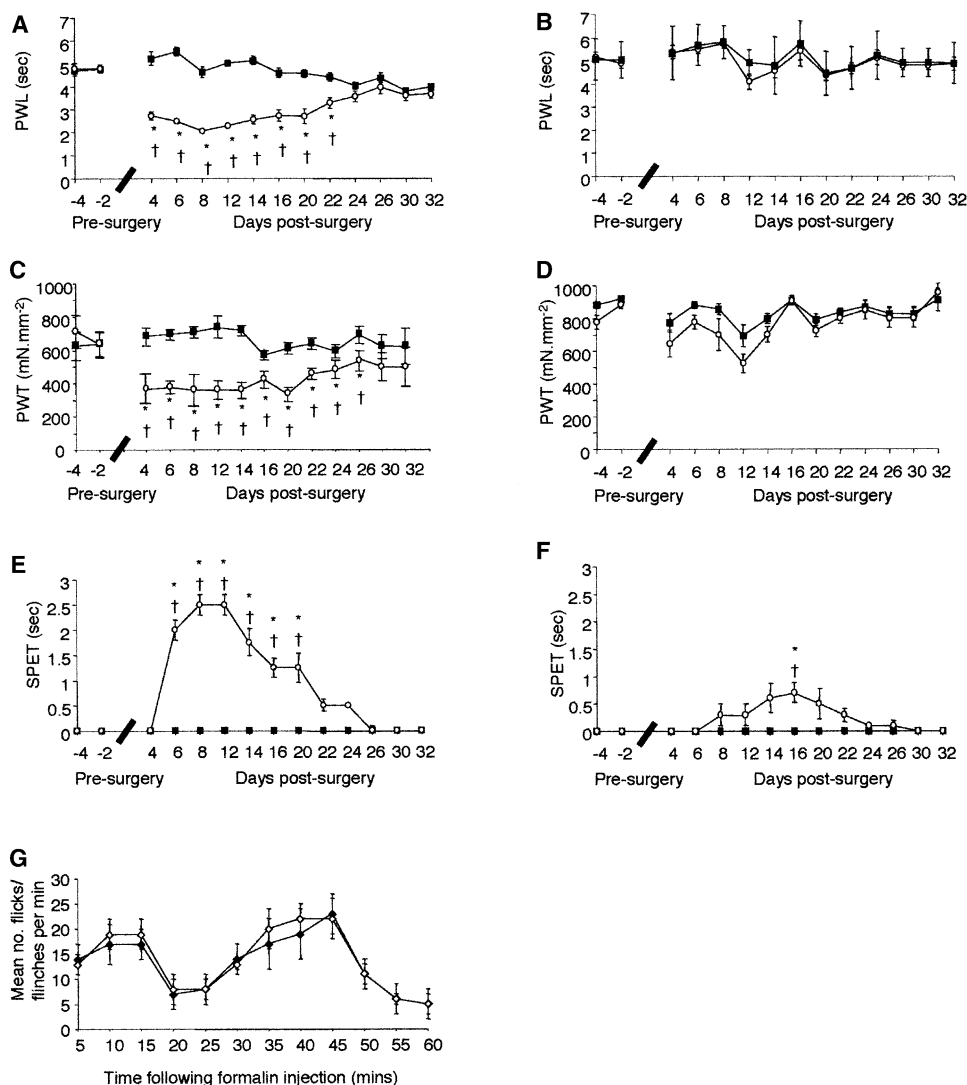 A
PWL (sec)
7
6
5
4
3
2
1
0
* * * * * * * *
† † † † † † † †
-4 -2 4 6 8 12 14 16 20 22 24 26 30 32
Pre-surgery Days post-surgery
B
PWL (sec)
7
6
5
4
3
2
1
0
-4 -2 4 6 8 12 14 16 20 22 24 26 30 32
Pre-surgery Days post-surgery
C
PWT (mN.mm-2)
1000
800
600
400
200
0
* * * * * * * * * *
† † † † † † † † † †
-4 -2 4 6 8 12 14 16 20 22 24 26 30 32
Pre-surgery Days post-surgery
D
PWT (mN.mm-2)
1000
800
600
400
200
0
-4 -2 4 6 8 12 14 16 20 22 24 26 30 32
Pre-surgery Days post-surgery
E
SPET (sec)
3
2.5
2
1.5
1
0.5
0
* * * * * *
† † † † † †
-4 -2 4 6 8 12 14 16 20 22 24 26 30 32
Pre-surgery Days post-surgery
F
SPET (sec)
3
2.5
2
1.5
1
0.5
0
*
†
-4 -2 4 6 8 12 14 16 20 22 24 26 30 32
Pre-surgery Days post-surgery
G
Mean no. flicks/
flinches per min
30
25
20
15
10
5
0
5 10 15 20 25 30 35 40 45 50 55 60
Time following formalin injection (mins)